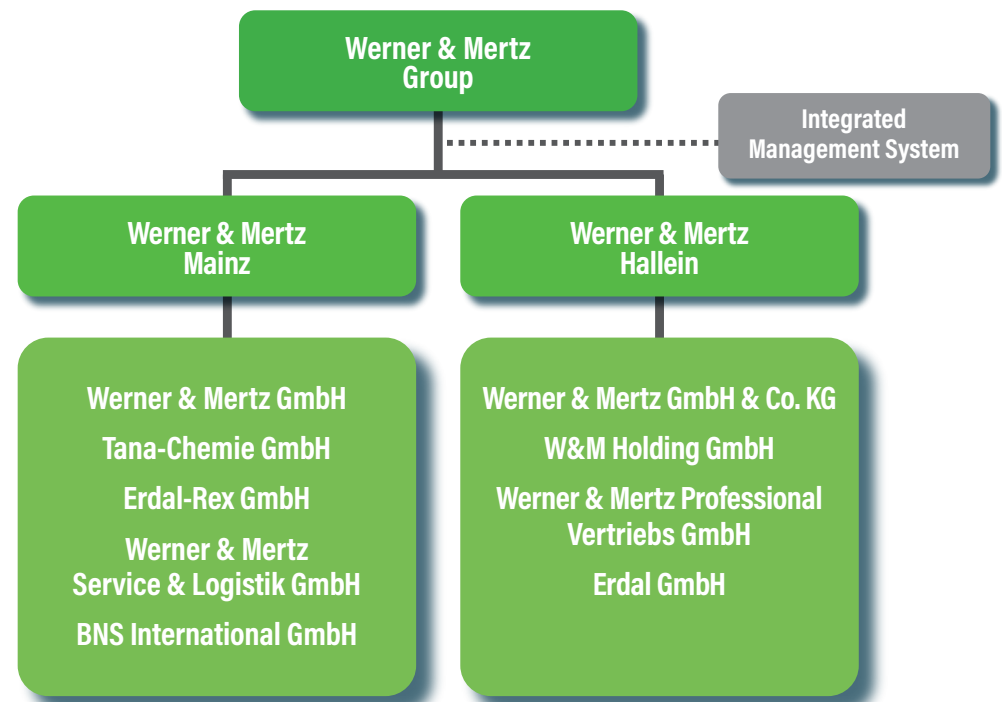 Werner & Mertz
Group
Integrated
Management System
Werner & Mertz
Mainz
Werner & Mertz
Hallein
Werner & Mertz GmbH
Tana-Chemie GmbH
Erdal-Rex GmbH
Werner & Mertz
Service & Logistik GmbH
BNS International GmbH
Werner & Mertz GmbH & Co. KG
W&M Holding GmbH
Werner & Mertz Professional
Vertriebs GmbH
Erdal GmbH